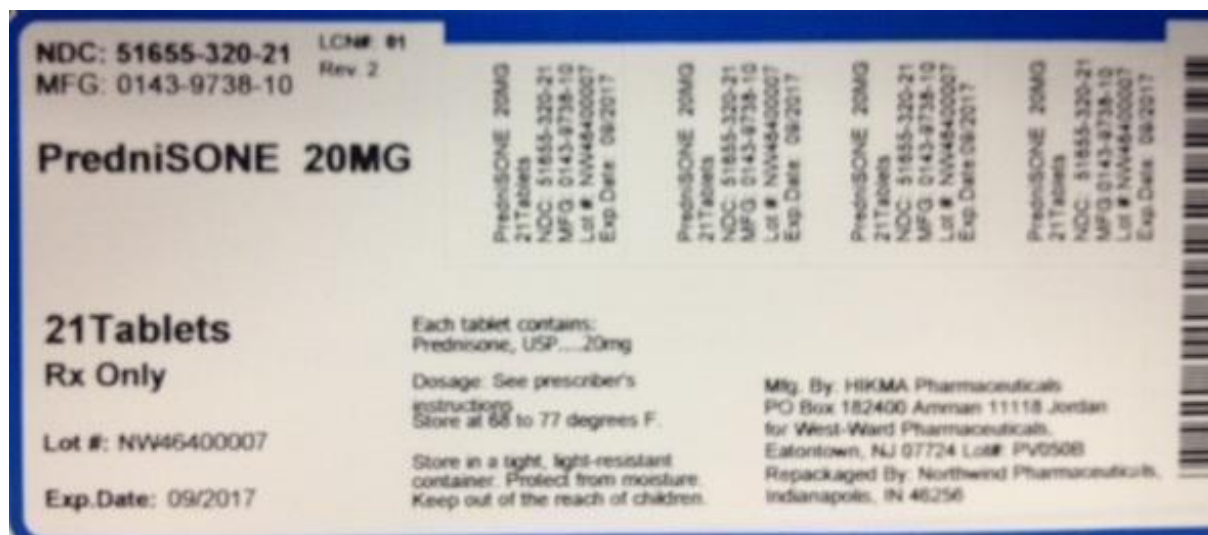 NDC: 51655-320-21
MFG: 0143-9738-10
LCN#: 01
Rev. 2
PredniSONE 20MG
PredniSONE 20MG
21Tablets
NDC: 51655-320-21
MFG: 0143-9738-10
Lot #: NW46400007
Exp.Date: 09/2017
PredniSONE 20MG
21Tablets
NDC: 51655-320-21
MFG: 0143-9738-10
Lot #: NW46400007
Exp.Date: 09/2017
PredniSONE 20MG
21Tablets
NDC: 51655-320-21
MFG: 0143-9738-10
Lot #: NW46400007
Exp.Date:09/2017
PredniSONE 20MG
21Tablets
NDC: 51655-320-21
MFG:0143-9738-10
Lot #: NW46400007
Exp.Date: 09/2017
21Tablets
Rx Only
Lot #: NW46400007
Exp.Date: 09/2017
Each tablet contains:
Prednisone, USP....20mg
Dosage: See prescriber's
instructions
Store at 68 to 77 degrees F.
Store in a tight, light-resistant
container. Protect from moisture.
Keep out of the reach of children.
Mfg. By: HIKMA Pharmaceuticals
PO Box 182400 Amman 11118 Jordan
for West-Ward Pharmaceuticals,
Eatontown, NJ 07724 Lot#: PV050B
Repackaged By: Northwind Pharmaceuticals,
Indianapolis, IN 46256